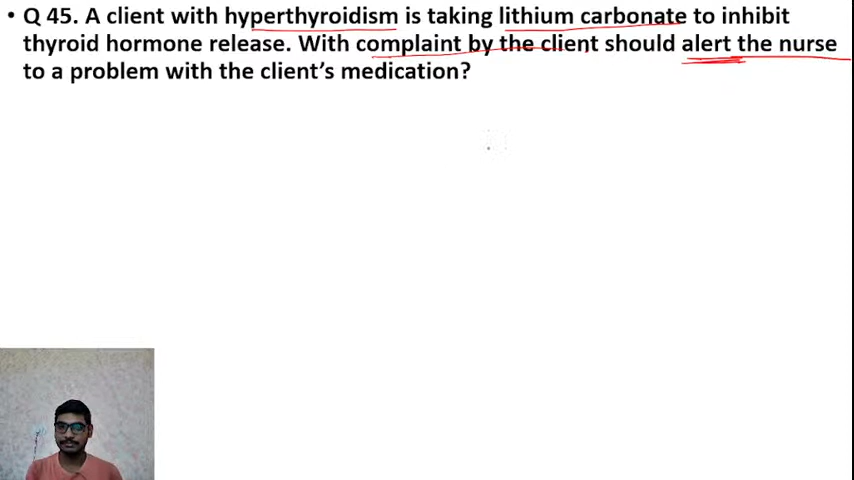 • Q 45. A client with hyperthyroidism is taking lithium carbonate to inhibit
thyroid hormone release. With complaint by the client should alert the nurse
to a problem with the client's medication?